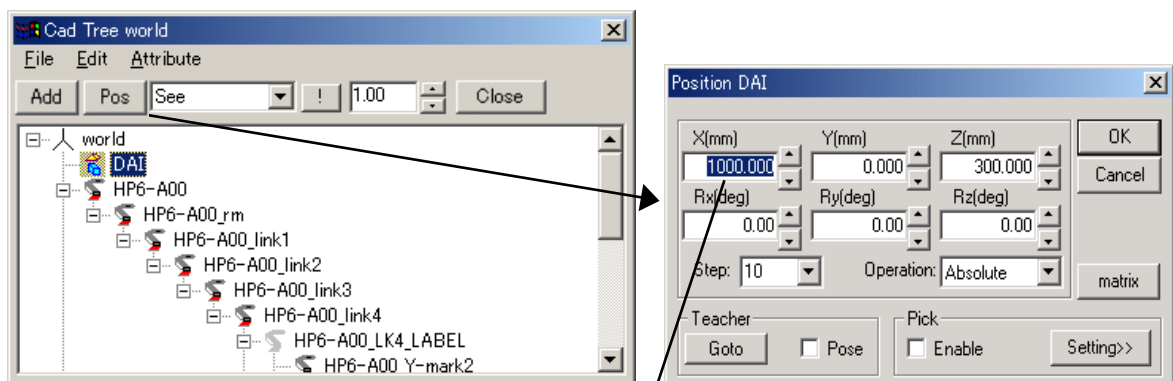 Cad Tree world
File Edit Attribute
Add Pos See ! 1.00 Close
world
DAI
HP6-A00
HP6-A00_rm
HP6-A00_link1
HP6-A00_link2
HP6-A00_link3
HP6-A00_link4
HP6-A00_LK4_LABEL
HP6-A00 Y-mark2
Position DAI
X(mm) Y(mm) Z(mm)
1000.000 0.000 300.000
Rx(deg) Ry(deg) Rz(deg)
0.00 0.00 0.00
Step: 10 Operation: Absolute
OK
Cancel
matrix
Teacher Pick
Goto Pose Enable Setting>>